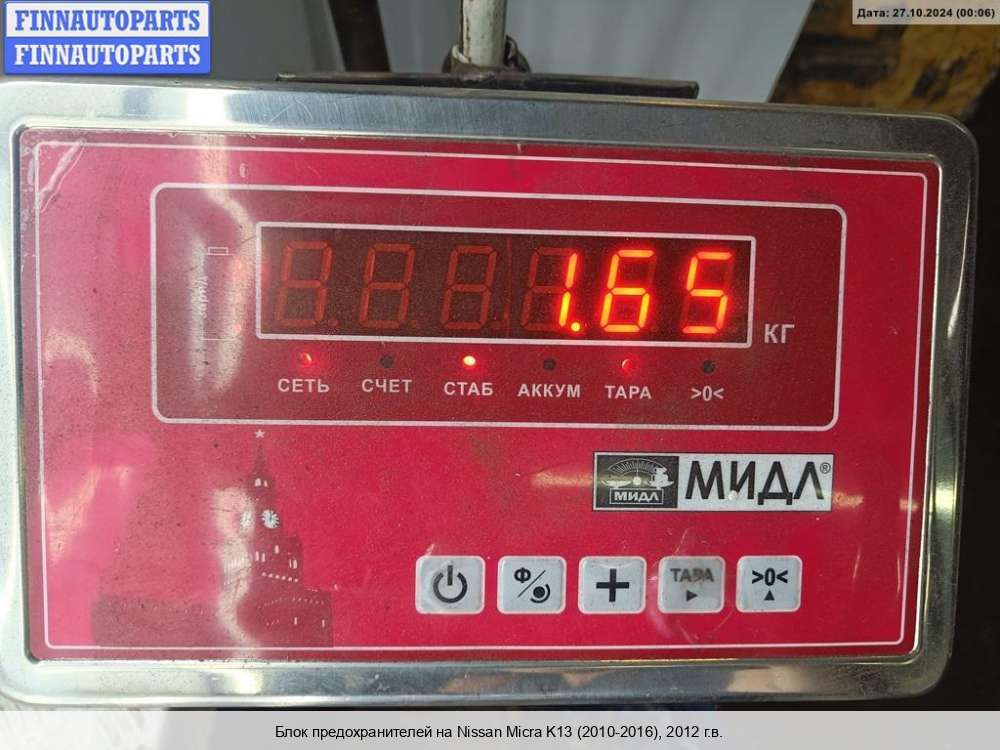 FINNAUTOPARTS
FINNAUTOPARTS
Дата: 27.10.2024 (00:06)
1.65
КГ
СЕТЬ СЧЕТ СТАБ АККУМ ТАРА >0<
МИДЛ МИДЛ®
Ф ТАРА >0<
Блок предохранителей на Nissan Micra K13 (2010-2016), 2012 г.в.